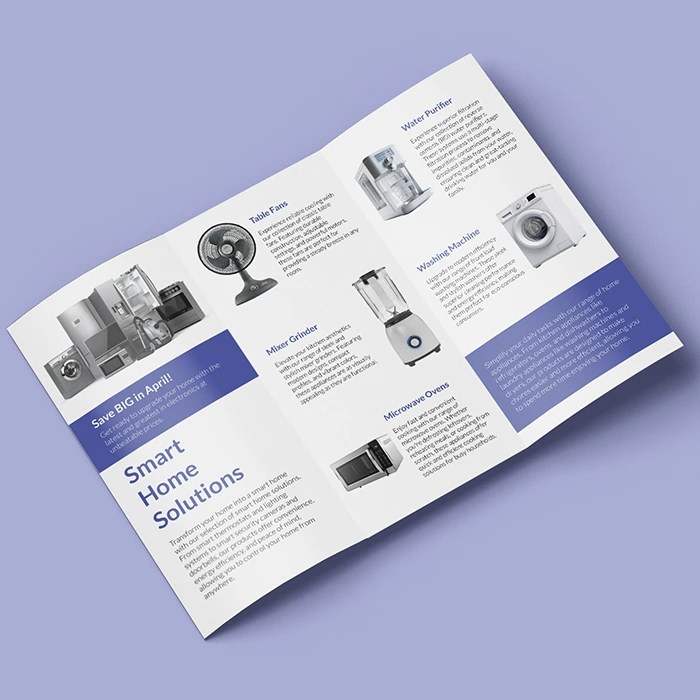 Save BIG in April!
Get ready to upgrade your home with the
latest and greatest in electronics at
unbeatable prices.
Smart
Home
Solutions
Transform your home into a smart home
with our selection of smart home solutions.
From smart thermostats and lighting
systems to smart security cameras and
doorbells, our products offer convenience,
energy efficiency, and peace of mind,
allowing you to control your home from
anywhere.
Table Fans
Experience reliable cooling with
our collection of classic table
fans. Featuring durable
construction, adjustable
settings, and powerful motors,
these fans are perfect for
providing a steady breeze in any
room.
Mixer Grinder
Elevate your kitchen aesthetics
with our range of sleek and
stylish mixer grinders. Featuring
modern designs, compact
profiles, and vibrant colors,
these appliances are as visually
appealing as they are functional.
Microwave Ovens
Enjoy fast and convenient
cooking with our range of
microwave ovens. Whether
you're defrosting leftovers,
reheating meals, or cooking from
scratch, these appliances offer
quick and efficient cooking
solutions for busy households.
Water Purifier
Experience superior filtration
with our collection of reverse
osmosis (RO) water purifiers.
These systems use a multi-stage
filtration process to remove
impurities, contaminants, and
dissolved solids from your water,
ensuring clean and great-tasting
drinking water for you and your
family.
Washing Machine
Upgrade to modern efficiency
with our range of front load
washing machines. These sleek
and stylish washers offer
superior cleaning performance
and energy efficiency, making
them perfect for eco conscious
consumers.
Simplify your daily tasks with our range of home
appliances. From kitchen appliances like
refrigerators, ovens, and dishwashers to
laundry appliances like washing machines and
dryers, our products are designed to make
chores easier and more efficient, allowing you
to spend more time enjoying your home.